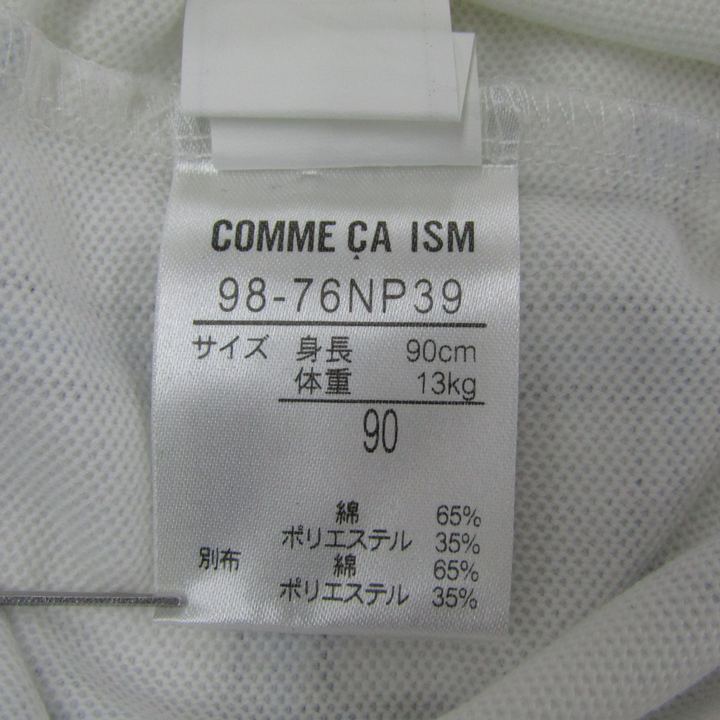 COMME ÇA ISM
98-76NP39
サイズ 身長 90cm
体重 13kg
90
綿 65%
ポリエステル 35%
別布 綿 65%
ポリエステル 35%